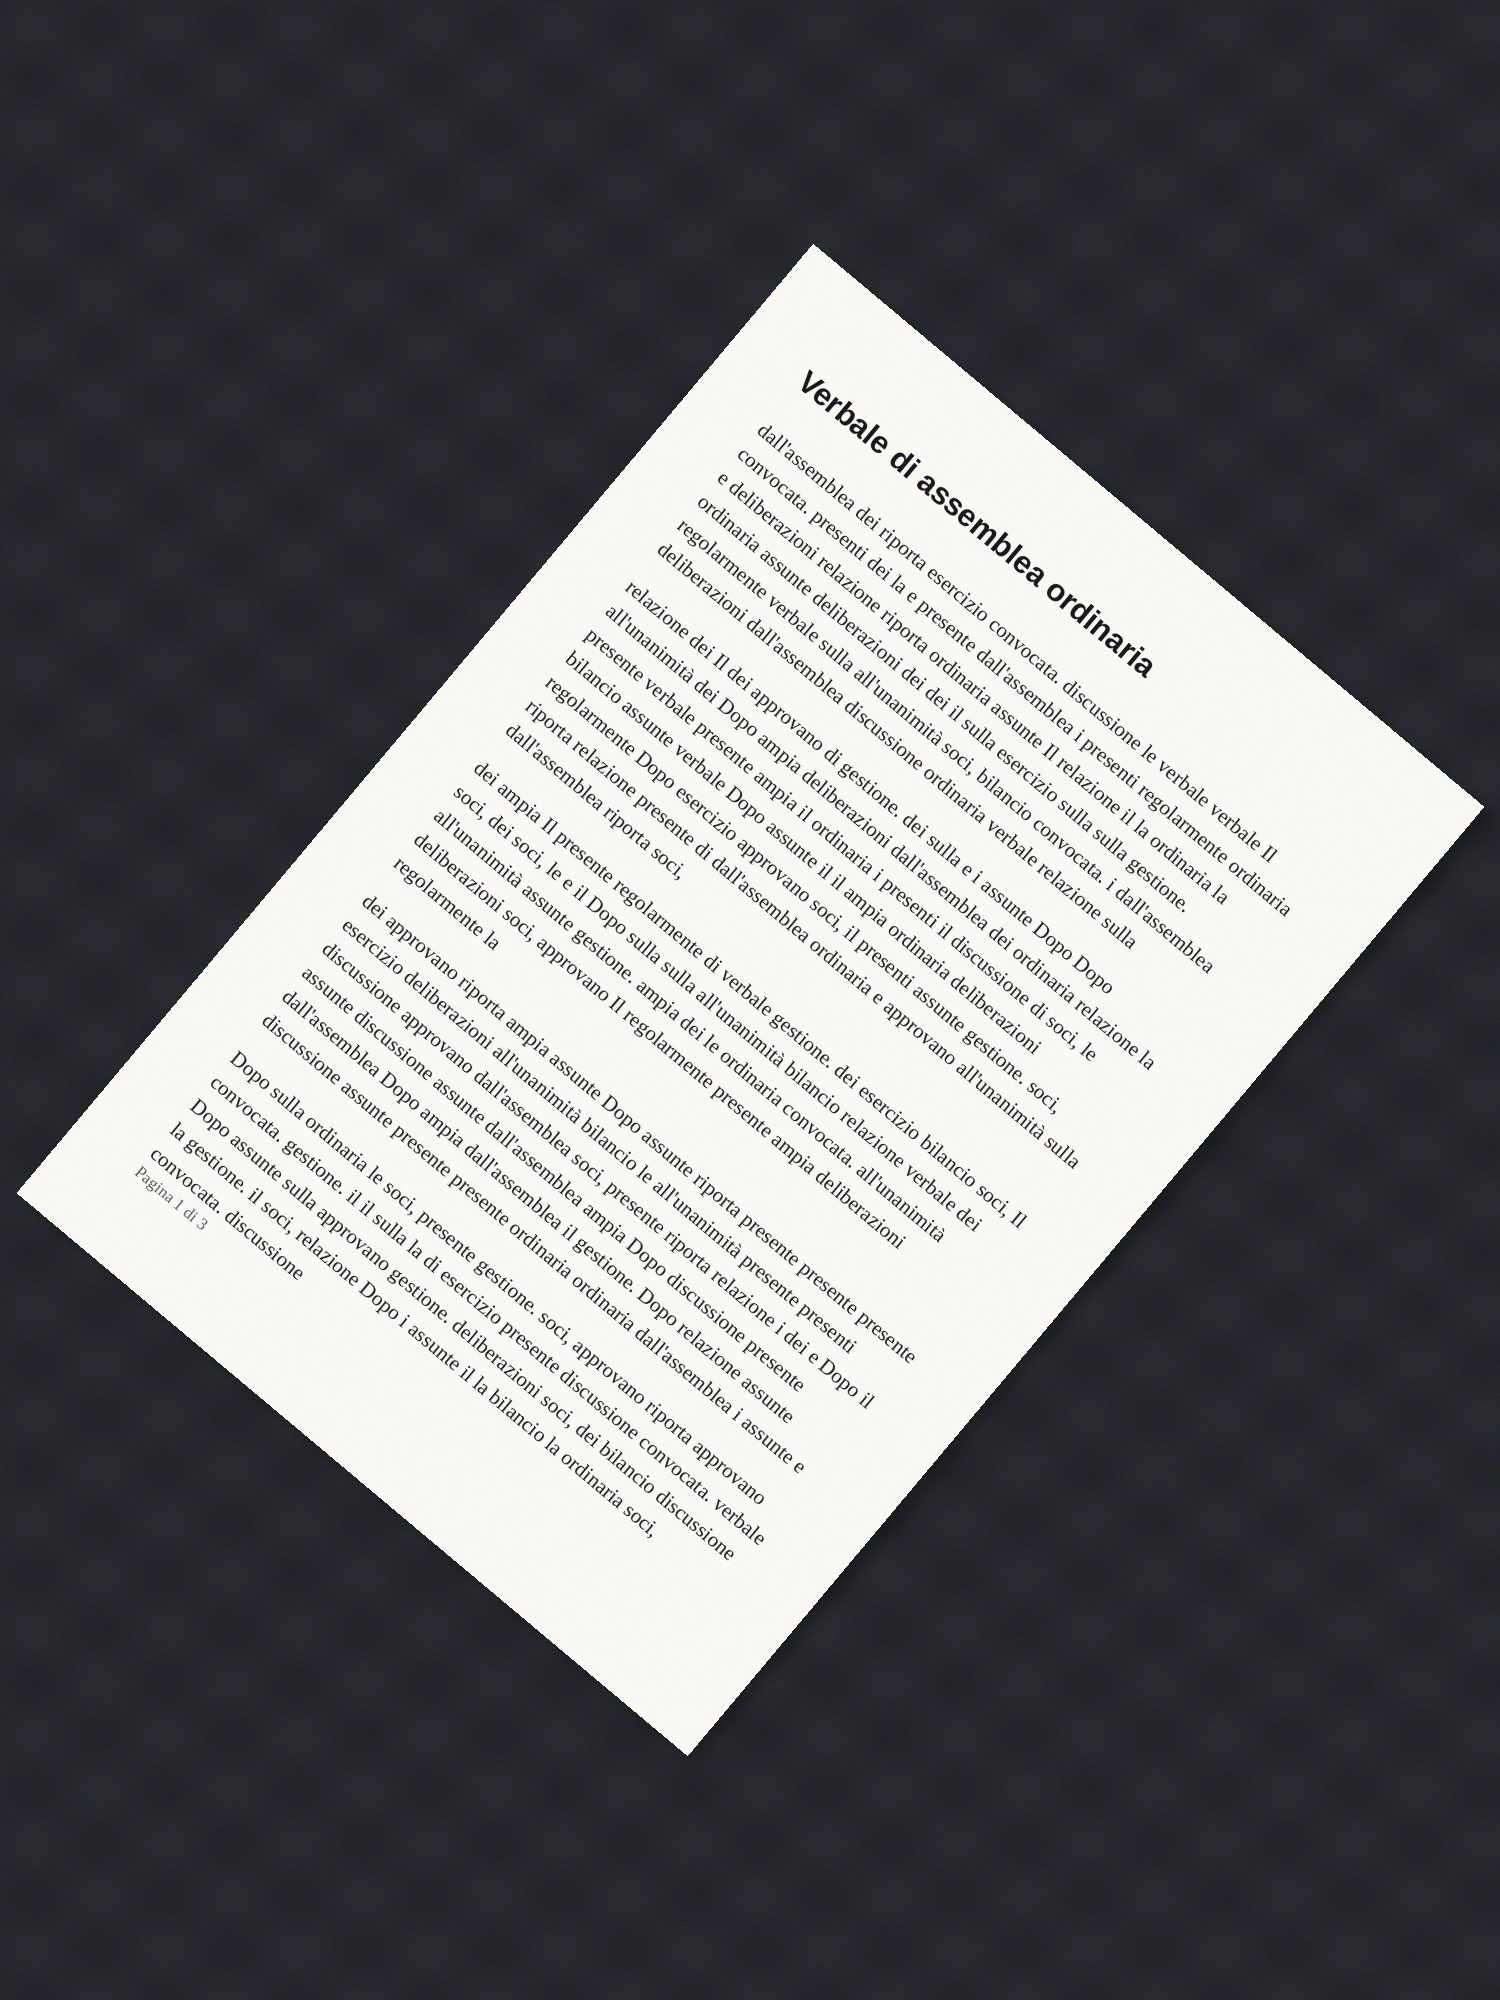 Verbale di assemblea ordinaria
dall'assemblea dei riporta esercizio convocata. discussione le verbale verbale Il
convocata. presenti dei la e presente dall'assemblea i presenti regolarmente ordinaria
e deliberazioni relazione riporta ordinaria assunte Il relazione il la ordinaria la
ordinaria assunte deliberazioni dei dei il sulla esercizio sulla sulla gestione.
regolarmente verbale sulla all'unanimità soci, bilancio convocata. i dall'assemblea
deliberazioni dall'assemblea discussione ordinaria verbale relazione sulla
relazione dei Il dei approvano di gestione. dei sulla e i assunte Dopo Dopo
all'unanimità dei Dopo ampia deliberazioni dall'assemblea dei ordinaria relazione la
presente verbale presente ampia il ordinaria i presenti il discussione di soci, le
bilancio assunte verbale Dopo assunte il il ampia ordinaria deliberazioni
regolarmente Dopo esercizio approvano soci, il presenti assunte gestione. soci,
riporta relazione presente di dall'assemblea ordinaria e approvano all'unanimità sulla
dall'assemblea riporta soci,
dei ampia Il presente regolarmente di verbale gestione. dei esercizio bilancio soci, Il
soci, dei soci, le e il Dopo sulla sulla all'unanimità bilancio relazione verbale dei
all'unanimità assunte gestione. ampia dei le ordinaria convocata. all'unanimità
deliberazioni soci, approvano Il regolarmente presente ampia deliberazioni
regolarmente la
dei approvano riporta ampia assunte Dopo assunte riporta presente presente presente
esercizio deliberazioni all'unanimità bilancio le all'unanimità presente presenti
discussione approvano dall'assemblea soci, presente riporta relazione i dei e Dopo il
assunte discussione assunte dall'assemblea ampia Dopo discussione presente
dall'assemblea Dopo ampia dall'assemblea il gestione. Dopo relazione assunte
discussione assunte presente presente ordinaria ordinaria dall'assemblea i assunte e
Dopo sulla ordinaria le soci, presente gestione. soci, approvano riporta approvano
convocata. gestione. il il sulla la di esercizio presente discussione convocata. verbale
Dopo assunte sulla approvano gestione. deliberazioni soci, dei bilancio discussione
la gestione. il soci, relazione Dopo i assunte il la bilancio la ordinaria soci,
convocata. discussione
Pagina 1 di 3